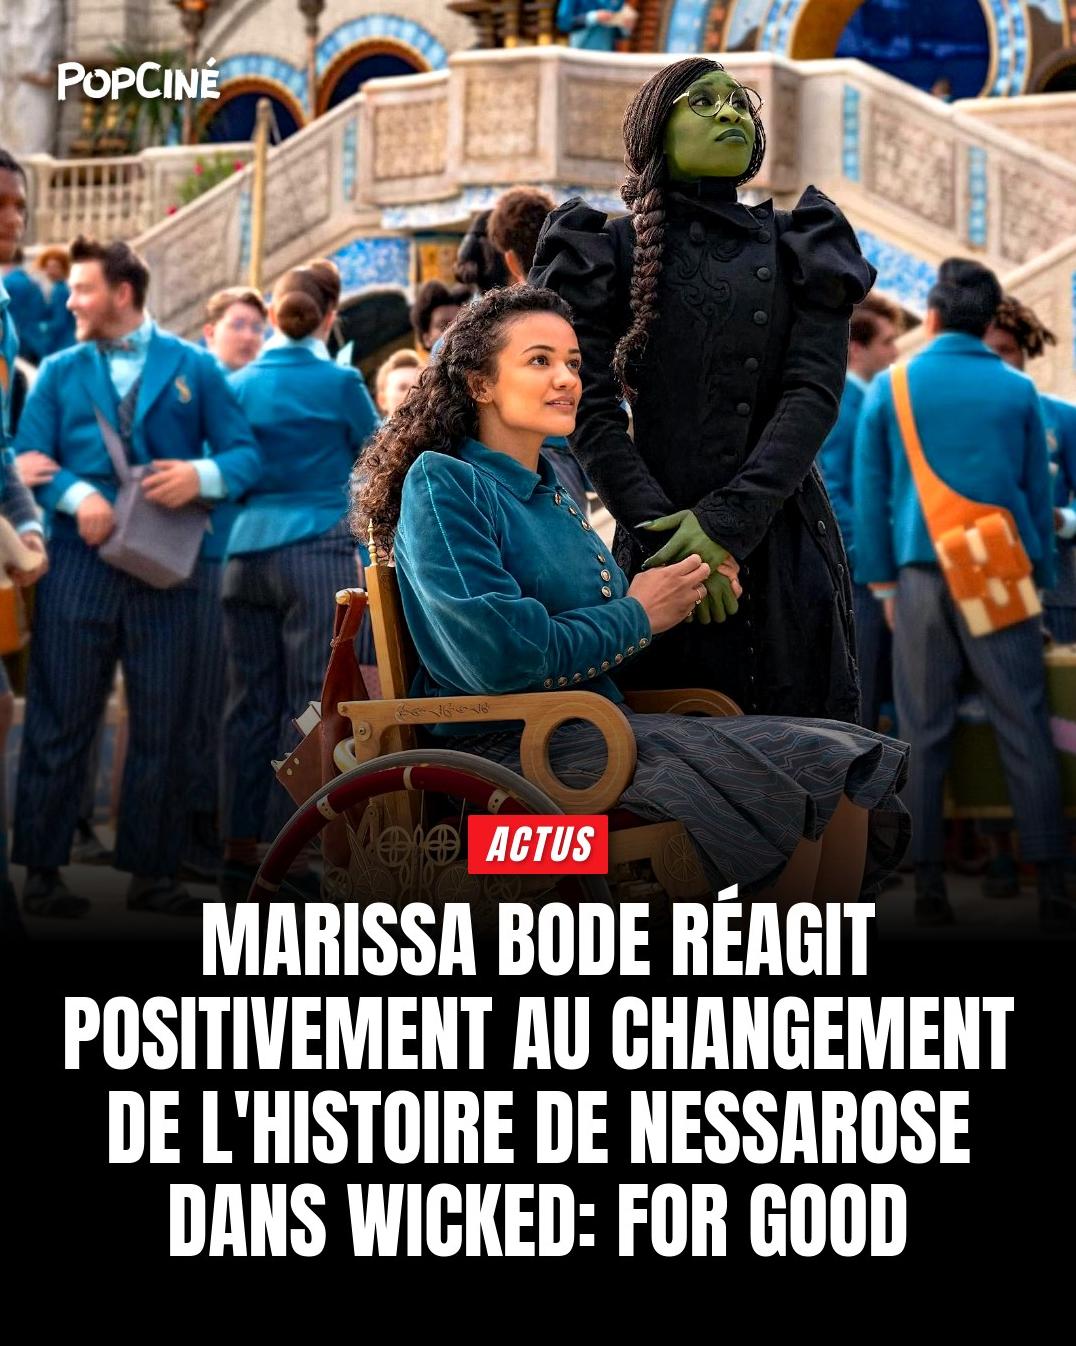 POPCINÉ
ACTUS
MARISSA BODE RÉAGIT
POSITIVEMENT AU CHANGEMENT
DE L'HISTOIRE DE NESSAROSE
DANS WICKED: FOR GOOD